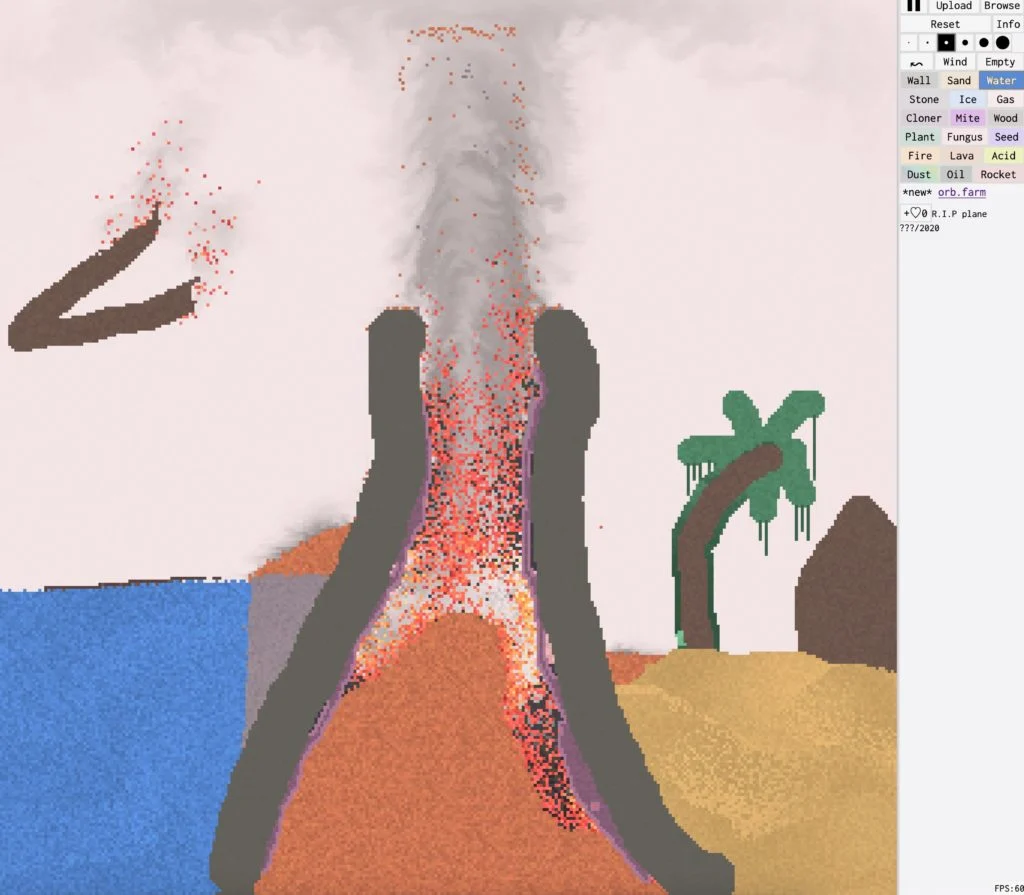 Upload Browse
Reset Info
Wind Empty
Wall Sand Water
Stone Ice Gas
Cloner Mite Wood
Plant Fungus Seed
Fire Lava Acid
Dust Oil Rocket
*new* orb.farm
+♡0 R.I.P plane
???/2020
FPS:60